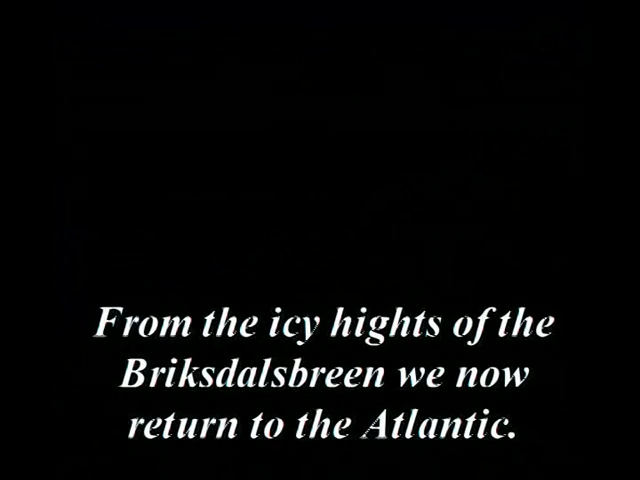 From the icy hights of the
Briksdalsbreen we now
return to the Atlantic.